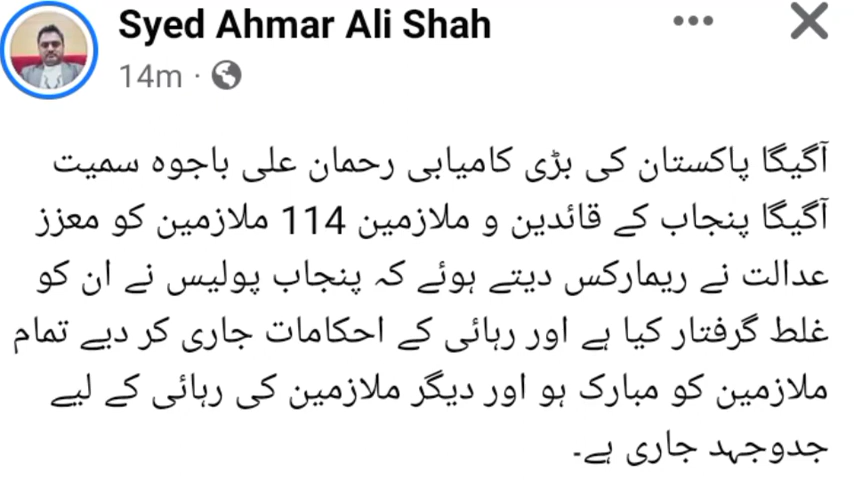 Syed Ahmar Ali Shah
14m ·
آگیگا پاکستان کی بڑی کامیابی رحمان علی باجوہ سمیت
آگیگا پنجاب کے قائدین و ملازمین 114 ملازمین کو معزز
عدالت نے ریمارکس دیتے ہوئے کہ پنجاب پولیس نے ان کو
غلط گرفتار کیا ہے اور رہائی کے احکامات جاری کر دیے تمام
ملازمین کو مبارک ہو اور دیگر ملازمین کی رہائی کے لیے
جدوجہد جاری ہے۔